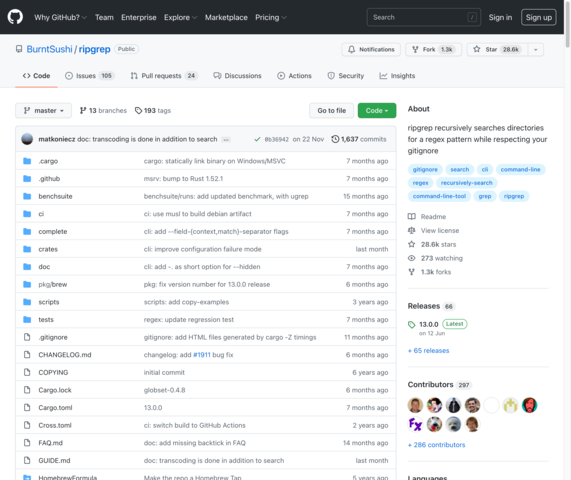 Why GitHub? Team Enterprise Explore Marketplace Pricing Search / Sign in Sign up
BurntSushi / ripgrep Public Notifications Fork 1.3k Star 28.6k
Code Issues 105 Pull requests 24 Discussions Actions Security Insights
master 13 branches 193 tags Go to file Code
matkoniecz doc: transcoding is done in addition to search ... 8b36942 on 22 Nov 1,637 commits
.cargo cargo: statically link binary on Windows/MSVC 7 months ago
.github msrv: bump to Rust 1.52.1 7 months ago
benchsuite benchsuite/runs: add updated benchmark, with ugrep 15 months ago
ci ci: use musl to build debian artifact 7 months ago
complete cli: add --field-{context,match}-separator flags 7 months ago
crates cli: improve configuration failure mode last month
doc cli: add -. as short option for --hidden 7 months ago
pkg/brew pkg: fix version number for 13.0.0 release 6 months ago
scripts scripts: add copy-examples 3 years ago
tests regex: update regression test 7 months ago
.gitignore gitignore: add HTML files generated by cargo -Z timings 11 months ago
CHANGELOG.md changelog: add #1911 bug fix 6 months ago
COPYING initial commit 6 years ago
Cargo.lock globset-0.4.8 6 months ago
Cargo.toml 13.0.0 7 months ago
Cross.toml ci: switch build to GitHub Actions 2 years ago
FAQ.md doc: add missing backtick in FAQ 14 months ago
GUIDE.md doc: transcoding is done in addition to search last month
HomebrewFormula Make the repo a Homebrew Tap 5 years ago
About
ripgrep recursively searches directories
for a regex pattern while respecting your
gitignore
gitignore search cli command-line
regex recursively-search
command-line-tool grep ripgrep
Readme
View license
28.6k stars
273 watching
1.3k forks
Releases 66
13.0.0 Latest
on 12 Jun
+ 65 releases
Contributors 297
+ 286 contributors
Languages